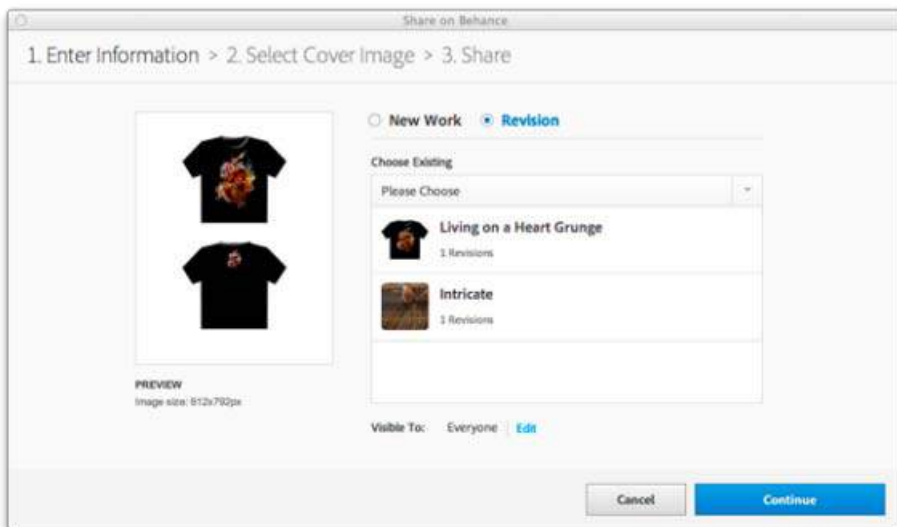 Share on Behance
1. Enter Information > 2. Select Cover Image > 3. Share
New Work Revision
Choose Existing
Please Choose
Living on a Heart Grunge
1 Revisions
Intricate
1 Revisions
PREVIEW
Image size: 612x792px
Visible To: Everyone Edit
Cancel Continue